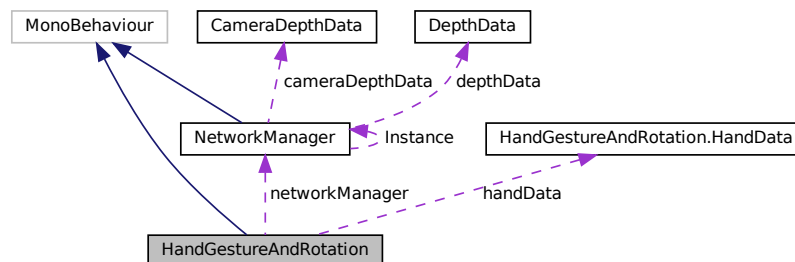 MonoBehaviour
CameraDepthData
DepthData
cameraDepthData
depthData
NetworkManager
Instance
HandGestureAndRotation.HandData
networkManager
handData
HandGestureAndRotation